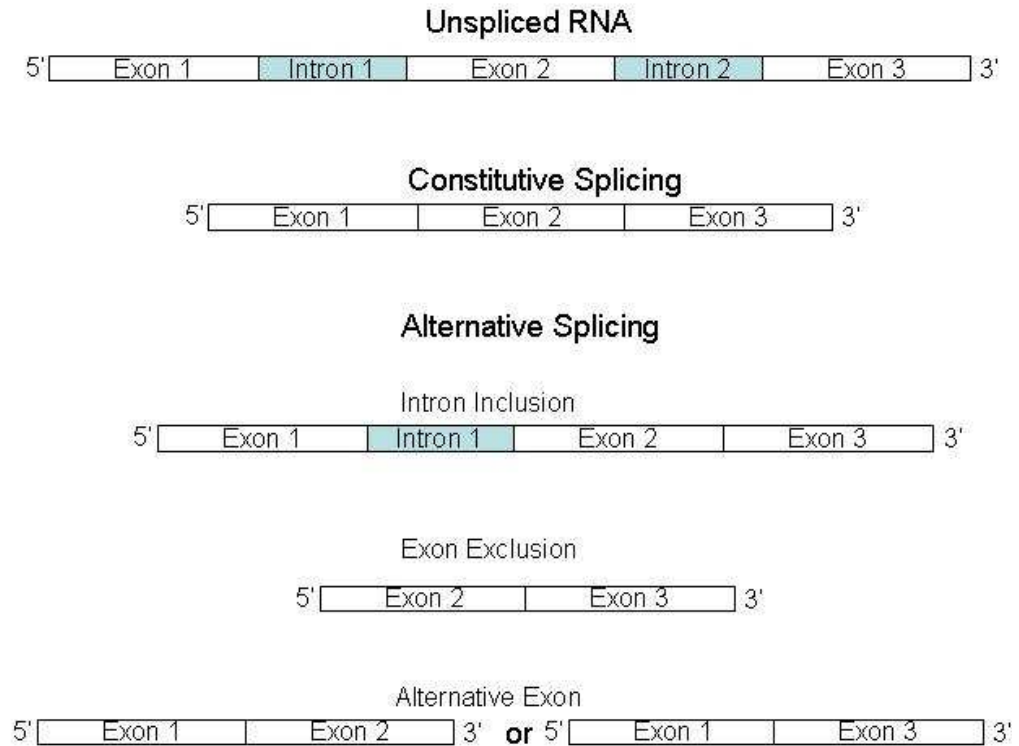 Unspliced RNA
5' Exon 1 Intron 1 Exon 2 Intron 2 Exon 3 3'
Constitutive Splicing
5' Exon 1 Exon 2 Exon 3 3'
Alternative Splicing
Intron Inclusion
5' Exon 1 Intron 1 Exon 2 Exon 3 3'
Exon Exclusion
5' Exon 2 Exon 3 3'
Alternative Exon
5' Exon 1 Exon 2 3' or 5' Exon 1 Exon 3 3'